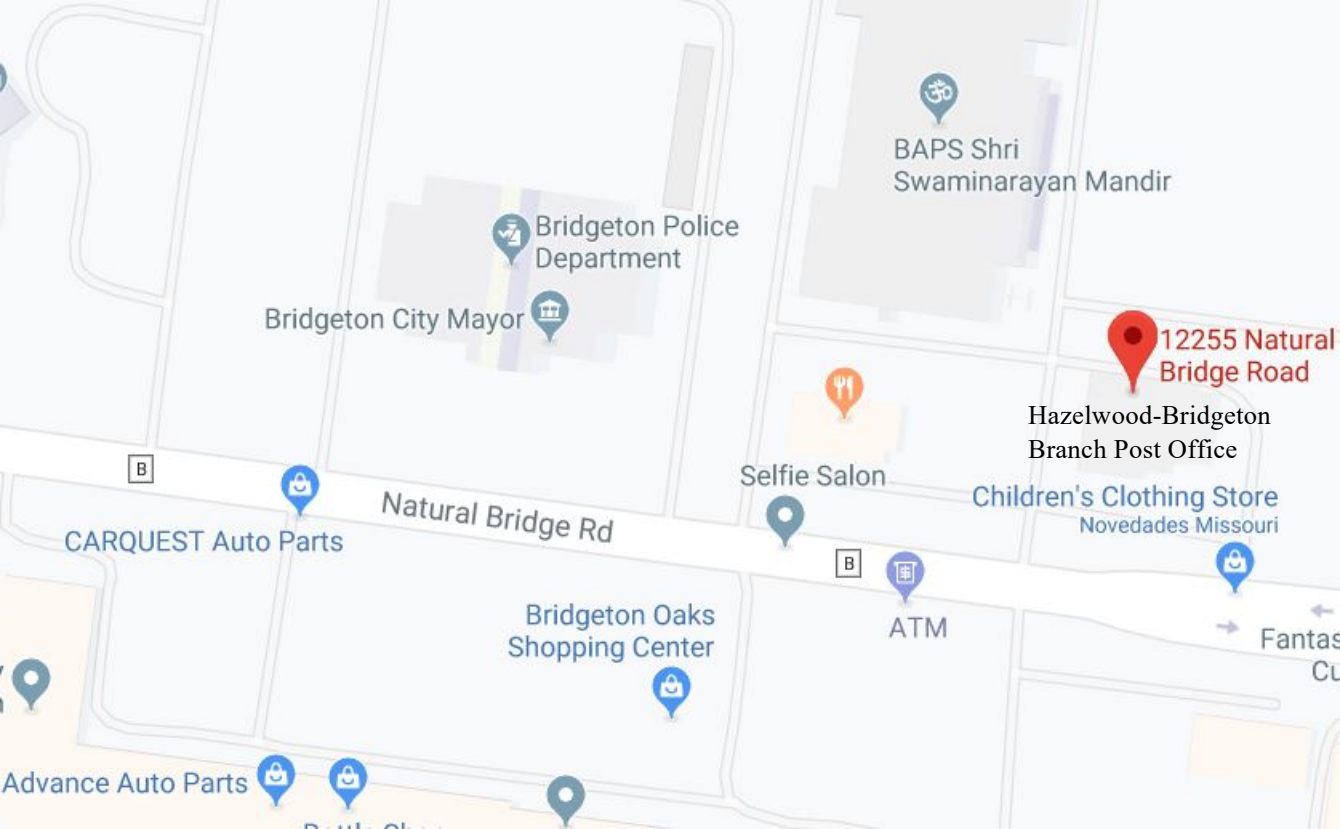 BAPS Shri
Swaminarayan Mandir
Bridgeton Police
Department
Bridgeton City Mayor
12255 Natural
Bridge Road
Hazelwood-Bridgeton
Branch Post Office
B
Selfie Salon
Children's Clothing Store
Novedades Missouri
Natural Bridge Rd
CARQUEST Auto Parts
B
ATM
Bridgeton Oaks
Shopping Center
Advance Auto Parts